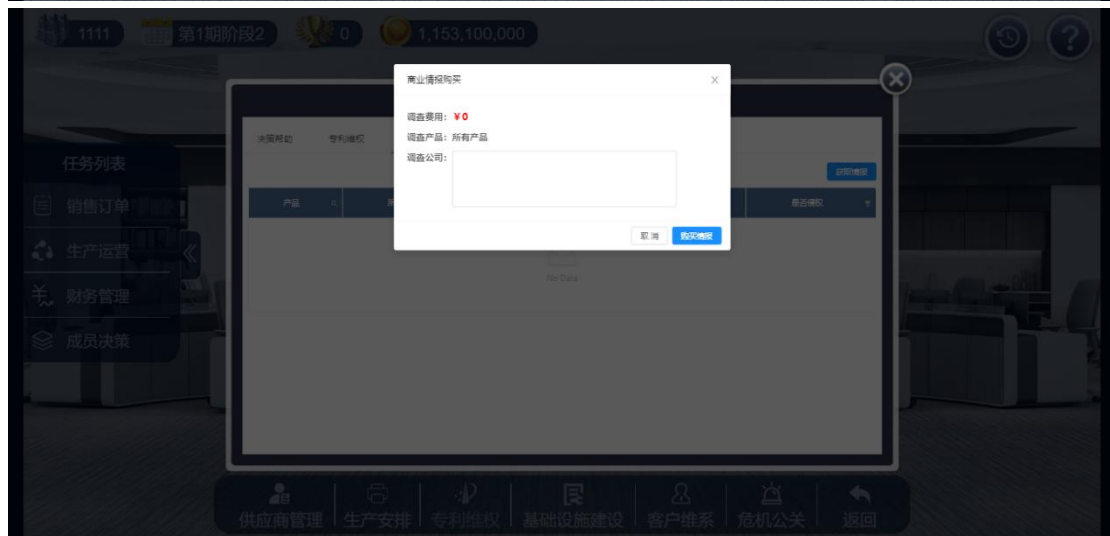 1111 第1期阶段2 0 1,153,100,000
商业情报购买
调查费用：￥0
调查产品：所有产品
调查公司：
取 消 购买情报
决策帮助 专利维权
获取情报
产品 是否侵权
No Data
任务列表
销售订单
生产运营
财务管理
成员决策
供应商管理 生产安排 专利维权 基础设施建设 客户维系 危机公关 返回